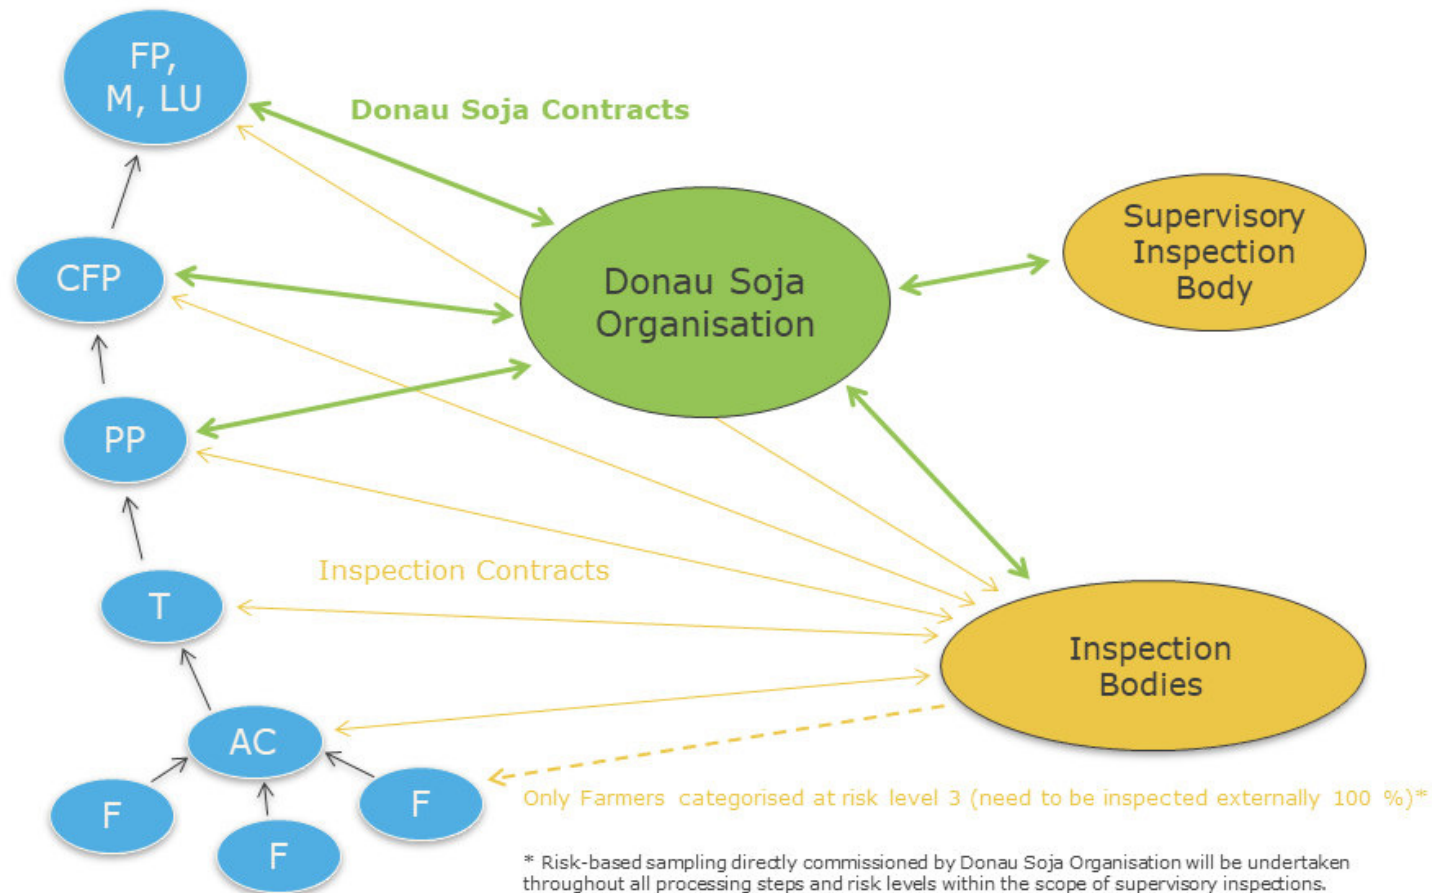 FP,
M, LU
Donau Soja Contracts
Supervisory
Inspection
Body
CFP
Donau Soja
Organisation
PP
Inspection Contracts
T
Inspection
Bodies
AC
F
F
F
Only Farmers categorised at risk level 3 (need to be inspected externally 100 %)*
* Risk-based sampling directly commissioned by Donau Soja Organisation will be undertaken
throughout all processing steps and risk levels within the scope of supervisory inspections.